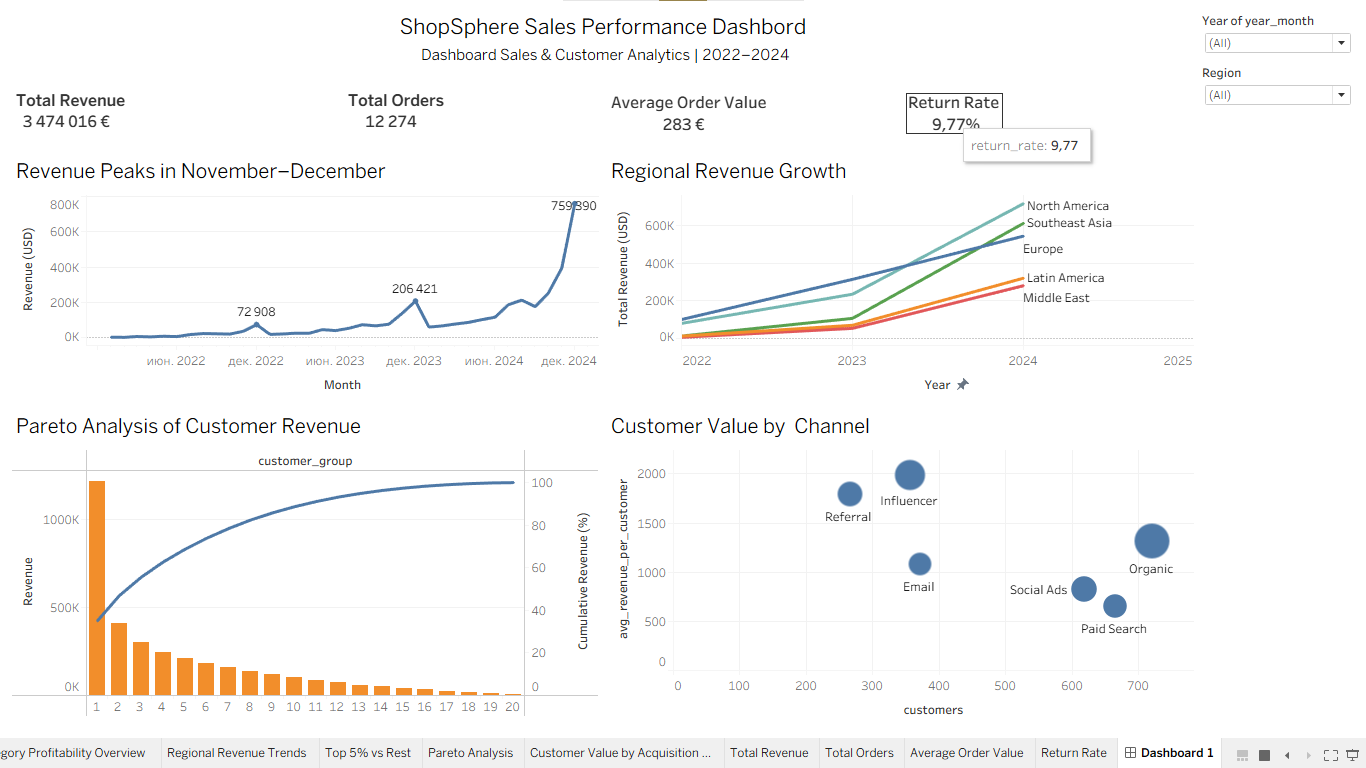 ShopSphere Sales Performance Dashbord
Dashboard Sales & Customer Analytics | 2022–2024
Year of year_month
(All)
Region
(All)
Total Revenue
3 474 016 €
Total Orders
12 274
Average Order Value
283 €
Return Rate
9,77%
return_rate: 9,77
Revenue Peaks in November–December
800K
600K
400K
200K
0K
Revenue (USD)
72 908
206 421
759 390
июн. 2022
дек. 2022
июн. 2023
дек. 2023
июн. 2024
дек. 2024
Month
Regional Revenue Growth
600K
400K
200K
0K
Total Revenue (USD)
North America
Southeast Asia
Europe
Latin America
Middle East
2022
2023
2024
2025
Year
Pareto Analysis of Customer Revenue
customer_group
1000K
500K
0K
Revenue
100
80
60
40
20
0
Cumulative Revenue (%)
1 2 3 4 5 6 7 8 9 10 11 12 13 14 15 16 17 18 19 20
Customer Value by  Channel
2000
1500
1000
500
0
avg_revenue_per_customer
Influencer
Referral
Email
Organic
Social Ads
Paid Search
0 100 200 300 400 500 600 700
customers
gory Profitability Overview
Regional Revenue Trends
Top 5% vs Rest
Pareto Analysis
Customer Value by Acquisition ...
Total Revenue
Total Orders
Average Order Value
Return Rate
Dashboard 1